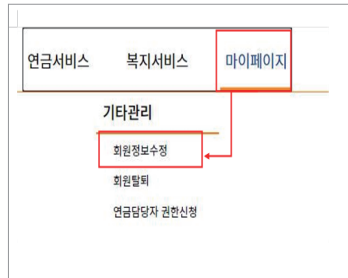 연금서비스 복지서비스 마이페이지
기타관리
회원정보수정
회원탈퇴
연금담당자 권한신청